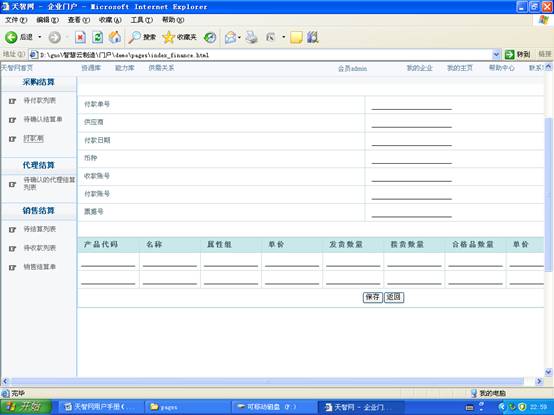 天智网 - 企业门户 - Microsoft Internet Explorer
文件(F) 编辑(E) 查看(V) 收藏(A) 工具(T) 帮助(H)
后退 搜索 收藏夹
地址(D) D:\guo\智慧云制造\门户\demo\pages\index_finance.html 转到 链接
天智网首页 资源库 能力库 供需关系 会员admin 我的企业 我的主页 帮助中心 联系
采购结算
待付款列表
待确认结算单
付款单
代理结算
待确认的代理结算列表
销售结算
待结算列表
待收款列表
销售结算单
付款单号
供应商
付款日期
币种
收款账号
付款账号
票据号
产品代码 名称 属性组 单价 发货数量 接货数量 合格品数量 单价
保存 返回
完毕 我的电脑
开始 天智网用户手册(... pages 可移动磁盘 (F:) 天智网 - 企业门... 22:59